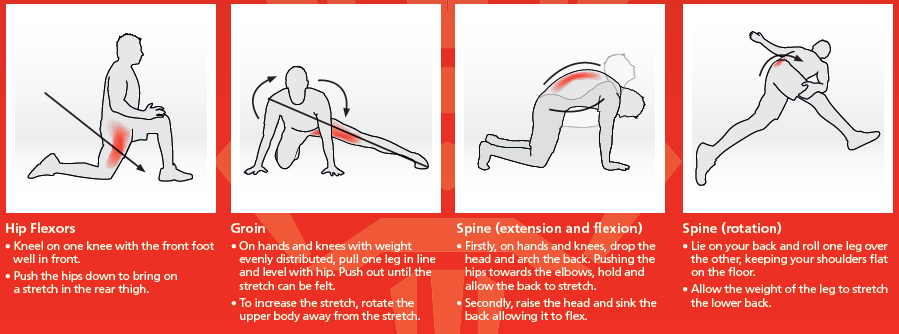 Hip Flexors
• Kneel on one knee with the front foot
well in front.
• Push the hips down to bring on
a stretch in the rear thigh.
Groin
• On hands and knees with weight
evenly distributed, pull one leg in line
and level with hip. Push out until the
stretch can be felt.
• To increase the stretch, rotate the
upper body away from the stretch.
Spine (extension and flexion)
• Firstly, on hands and knees, drop the
head and arch the back. Pushing the
hips towards the elbows, hold and
allow the back to stretch.
• Secondly, raise the head and sink the
back allowing it to flex.
Spine (rotation)
• Lie on your back and roll one leg over
the other, keeping your shoulders flat
on the floor.
• Allow the weight of the leg to stretch
the lower back.